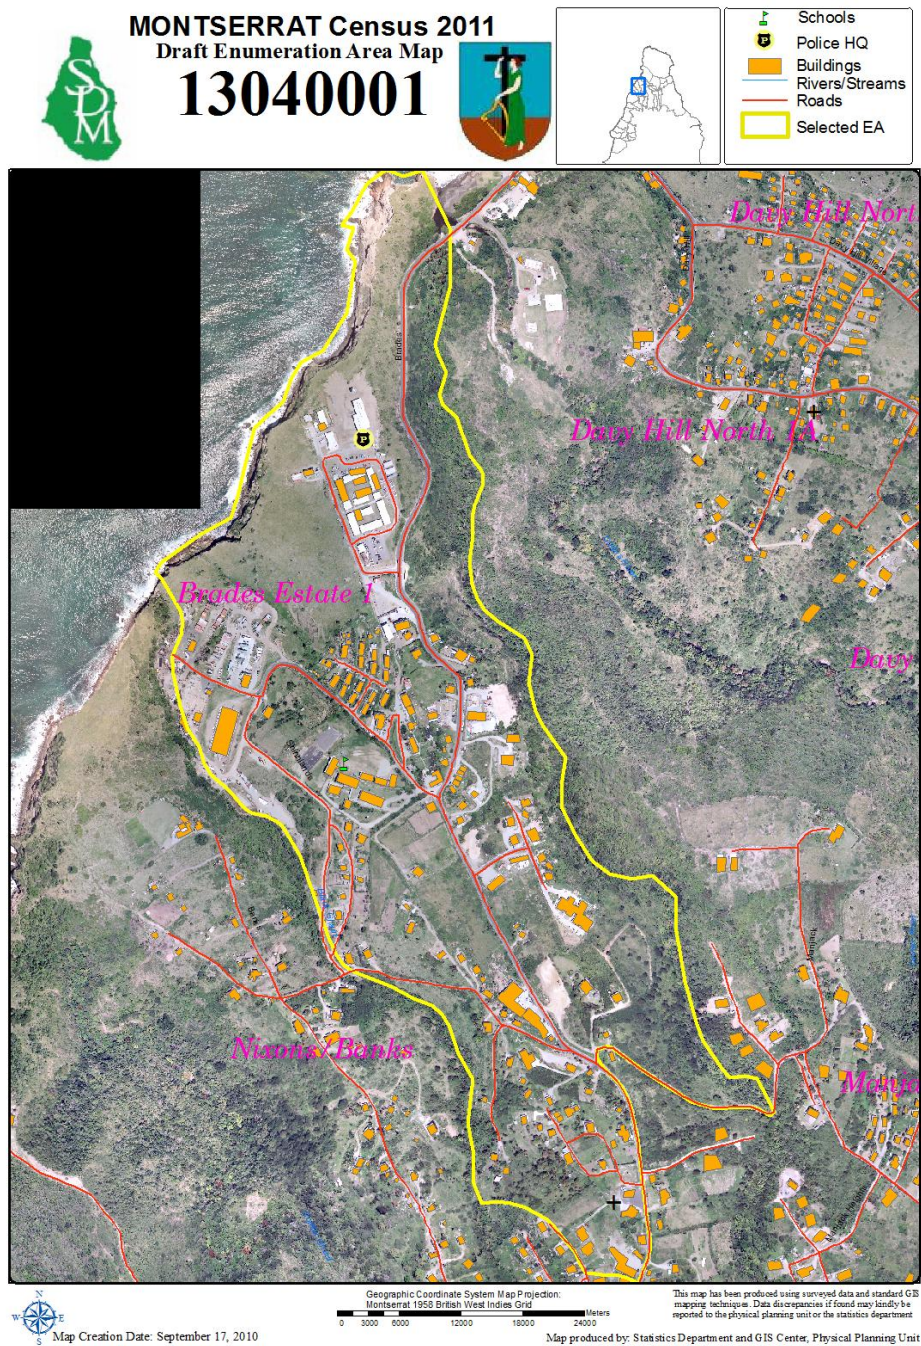 MONTSERRAT Census 2011
Draft Enumeration Area Map
13040001
SDM
Schools
P
Police HQ
Buildings
Rivers/Streams
Roads
Selected EA
Davy Hill Nort
Brades
Davy Hill North 1A
P
Brades Estate 1
Davy
Nixons/Banks
Manjo
N
W E
S
Map Creation Date: September 17, 2010
Geographic Coordinate System Map Projection:
Montserrat 1958 British West Indies Grid
Meters
0 3000 6000 12000 18000 24000
This map has been produced using surveyed data and standard GIS
mapping techniques. Data discrepancies if found may kindly be
reported to the physical planning unit or the statistics department
Map produced by: Statistics Department and GIS Center, Physical Planning Unit